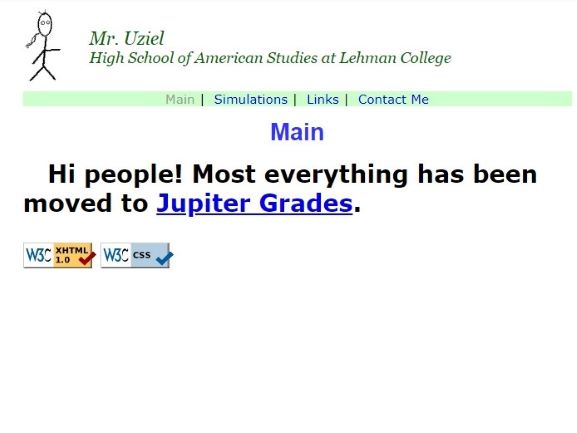 Mr. Uziel
High School of American Studies at Lehman College
Main | Simulations | Links | Contact Me
Main
Hi people! Most everything has been
moved to Jupiter Grades.
W3C XHTML 1.0 W3C CSS